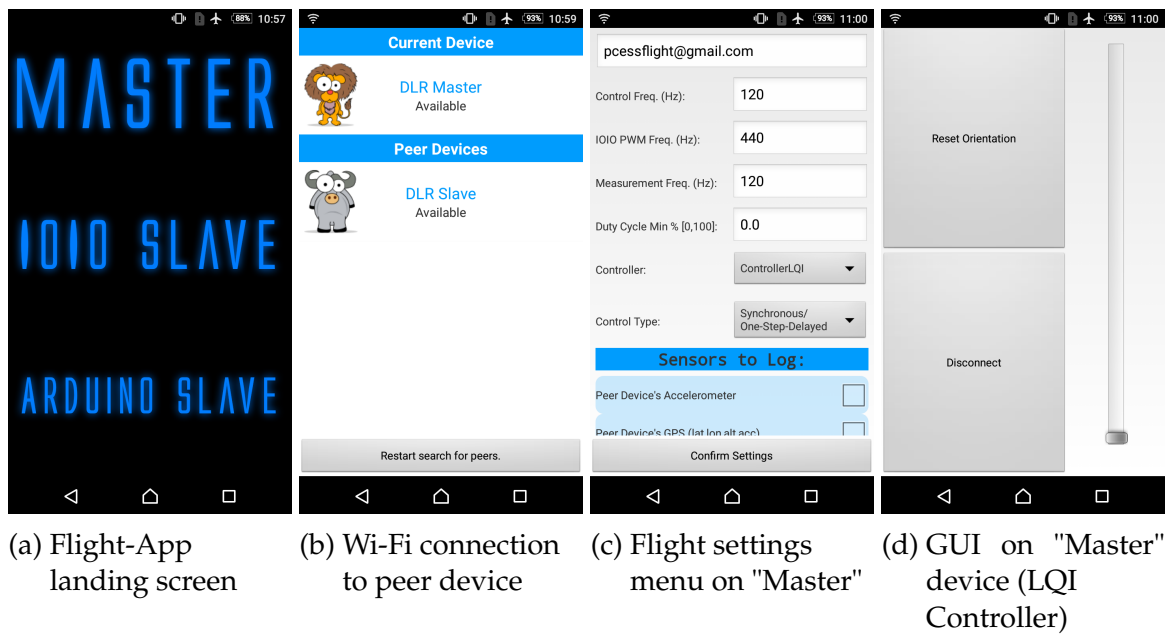 88% 10:57
MASTER
IOIO SLAVE
ARDUINO SLAVE
93% 10:59
Current Device
DLR Master
Available
Peer Devices
DLR Slave
Available
Restart search for peers.
93% 11:00
pcessflight@gmail.com
Control Freq. (Hz): 120
IOIO PWM Freq. (Hz): 440
Measurement Freq. (Hz): 120
Duty Cycle Min % [0,100]: 0.0
Controller: ControllerLQI
Control Type: Synchronous/
One-Step-Delayed
Sensors to Log:
Peer Device's Accelerometer
Peer Device's GPS (lat lon alt acc)
Confirm Settings
93% 11:00
Reset Orientation
Disconnect
(a) Flight-App
landing screen
(b) Wi-Fi connection
to peer device
(c) Flight settings
menu on "Master"
(d) GUI on "Master"
device (LQI
Controller)